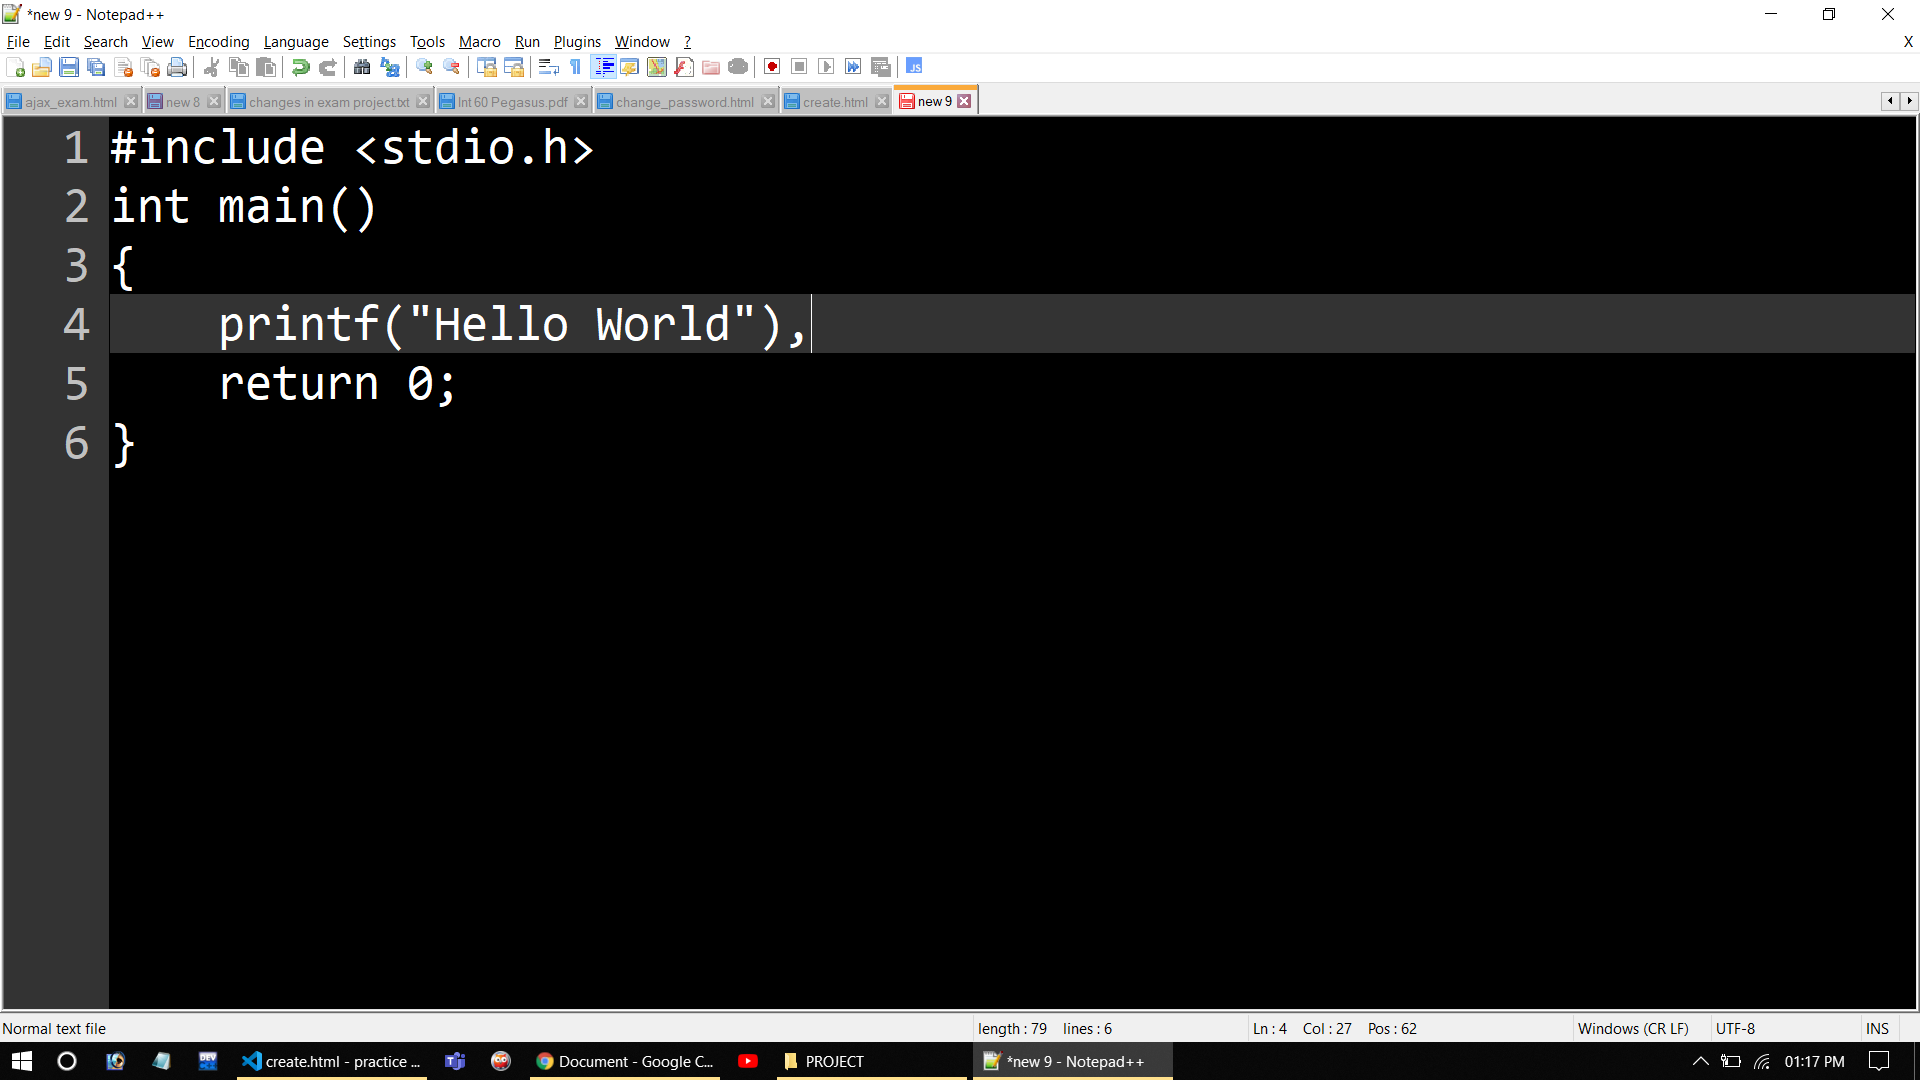 *new 9 - Notepad++
File Edit Search View Encoding Language Settings Tools Macro Run Plugins Window ? X
ajax_exam.html new 8 changes in exam project.txt Int 60 Pegasus.pdf change_password.html create.html new 9
1 #include <stdio.h>
2 int main()
3 {
4 printf("Hello World"),
5 return 0;
6 }
Normal text file length : 79 lines : 6 Ln : 4 Col : 27 Pos : 62 Windows (CR LF) UTF-8 INS
DEV create.html - practice ... Document - Google C... PROJECT *new 9 - Notepad++ 01:17 PM